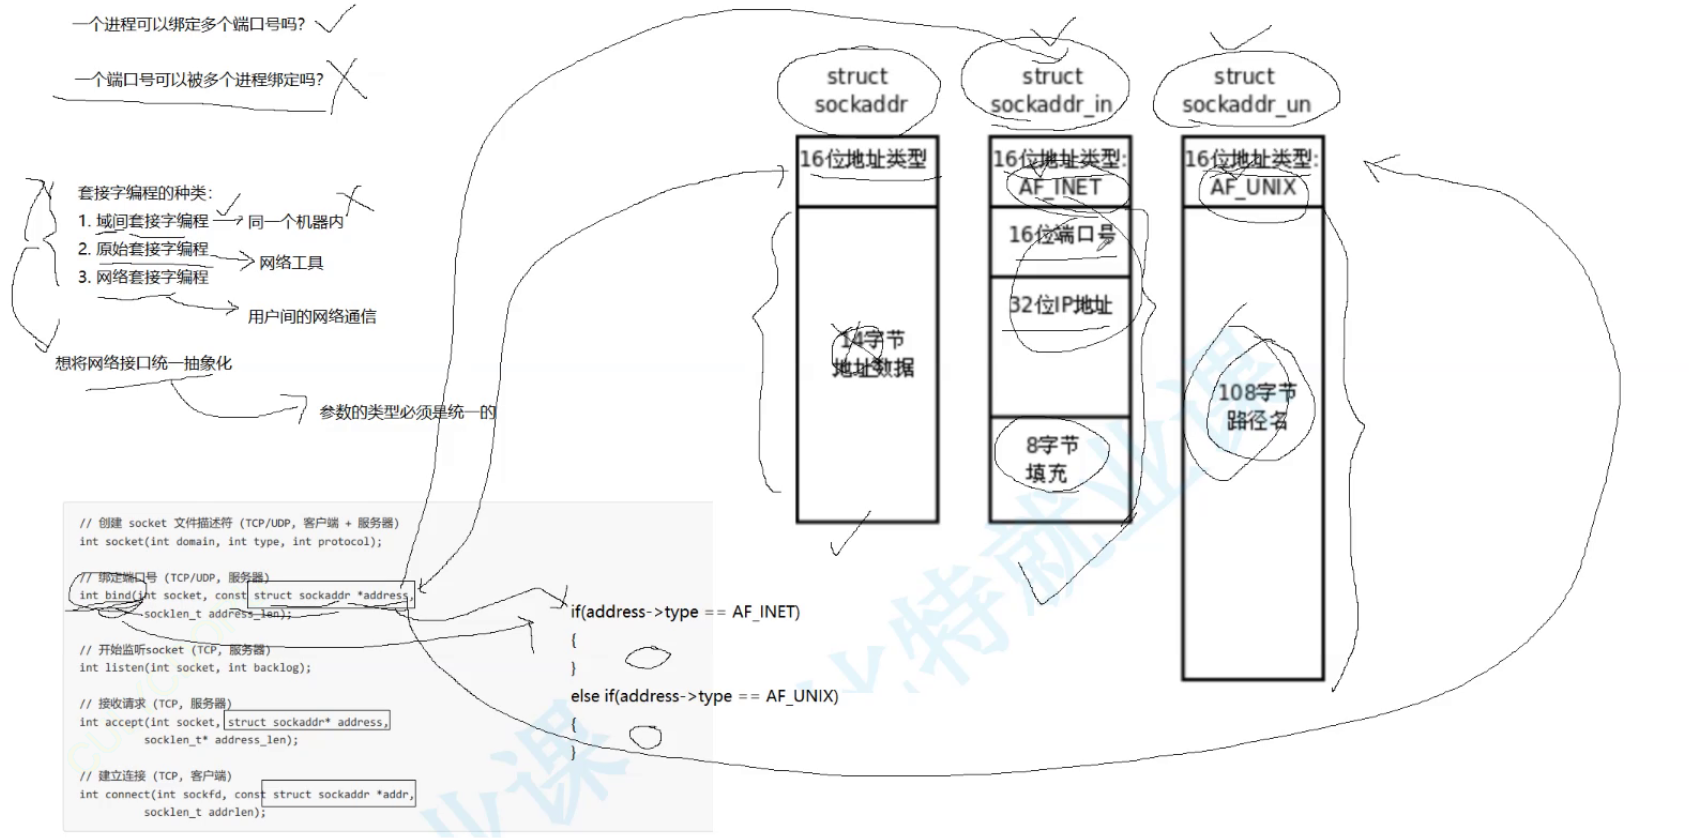 一个进程可以绑定多个端口号吗?
一个端口号可以被多个进程绑定吗?
套接字编程的种类:
1. 域间套接字编程
同一个机器内
2. 原始套接字编程
网络工具
3. 网络套接字编程
用户间的网络通信
想将网络接口统一抽象化
参数的类型必须是统一的
struct
sockaddr
16位地址类型
14字节
地址数据
struct
sockaddr_in
16位地址类型:
AF_INET
16位端口号
32位IP地址
8字节
填充
struct
sockaddr_un
16位地址类型:
AF_UNIX
108字节
路径名
// 创建 socket 文件描述符 (TCP/UDP, 客户端 + 服务器)
int socket(int domain, int type, int protocol);
// 绑定端口号 (TCP/UDP, 服务器)
int bind(int socket, const struct sockaddr *address,
socklen_t address_len);
// 开始监听socket (TCP, 服务器)
int listen(int socket, int backlog);
// 接收请求 (TCP, 服务器)
int accept(int socket, struct sockaddr* address,
socklen_t* address_len);
// 建立连接 (TCP, 客户端)
int connect(int sockfd, const struct sockaddr *addr,
socklen_t addrlen);
if(address->type == AF_INET)
{
}
else if(address->type == AF_UNIX)
{
}
特就业课
业课